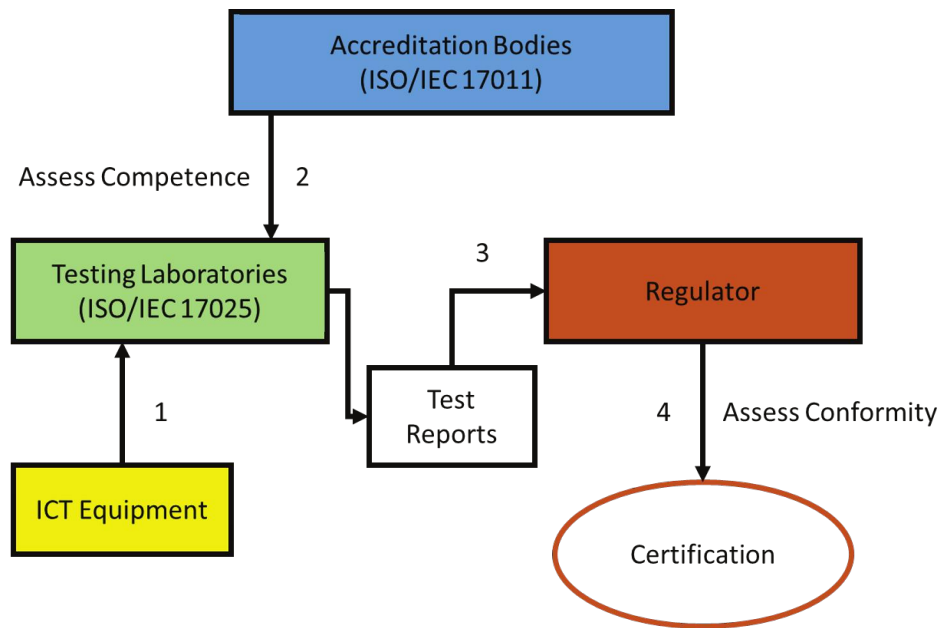 Accreditation Bodies
(ISO/IEC 17011)
Assess Competence
2
Testing Laboratories
(ISO/IEC 17025)
3
Regulator
1
Test
Reports
4
Assess Conformity
ICT Equipment
Certification